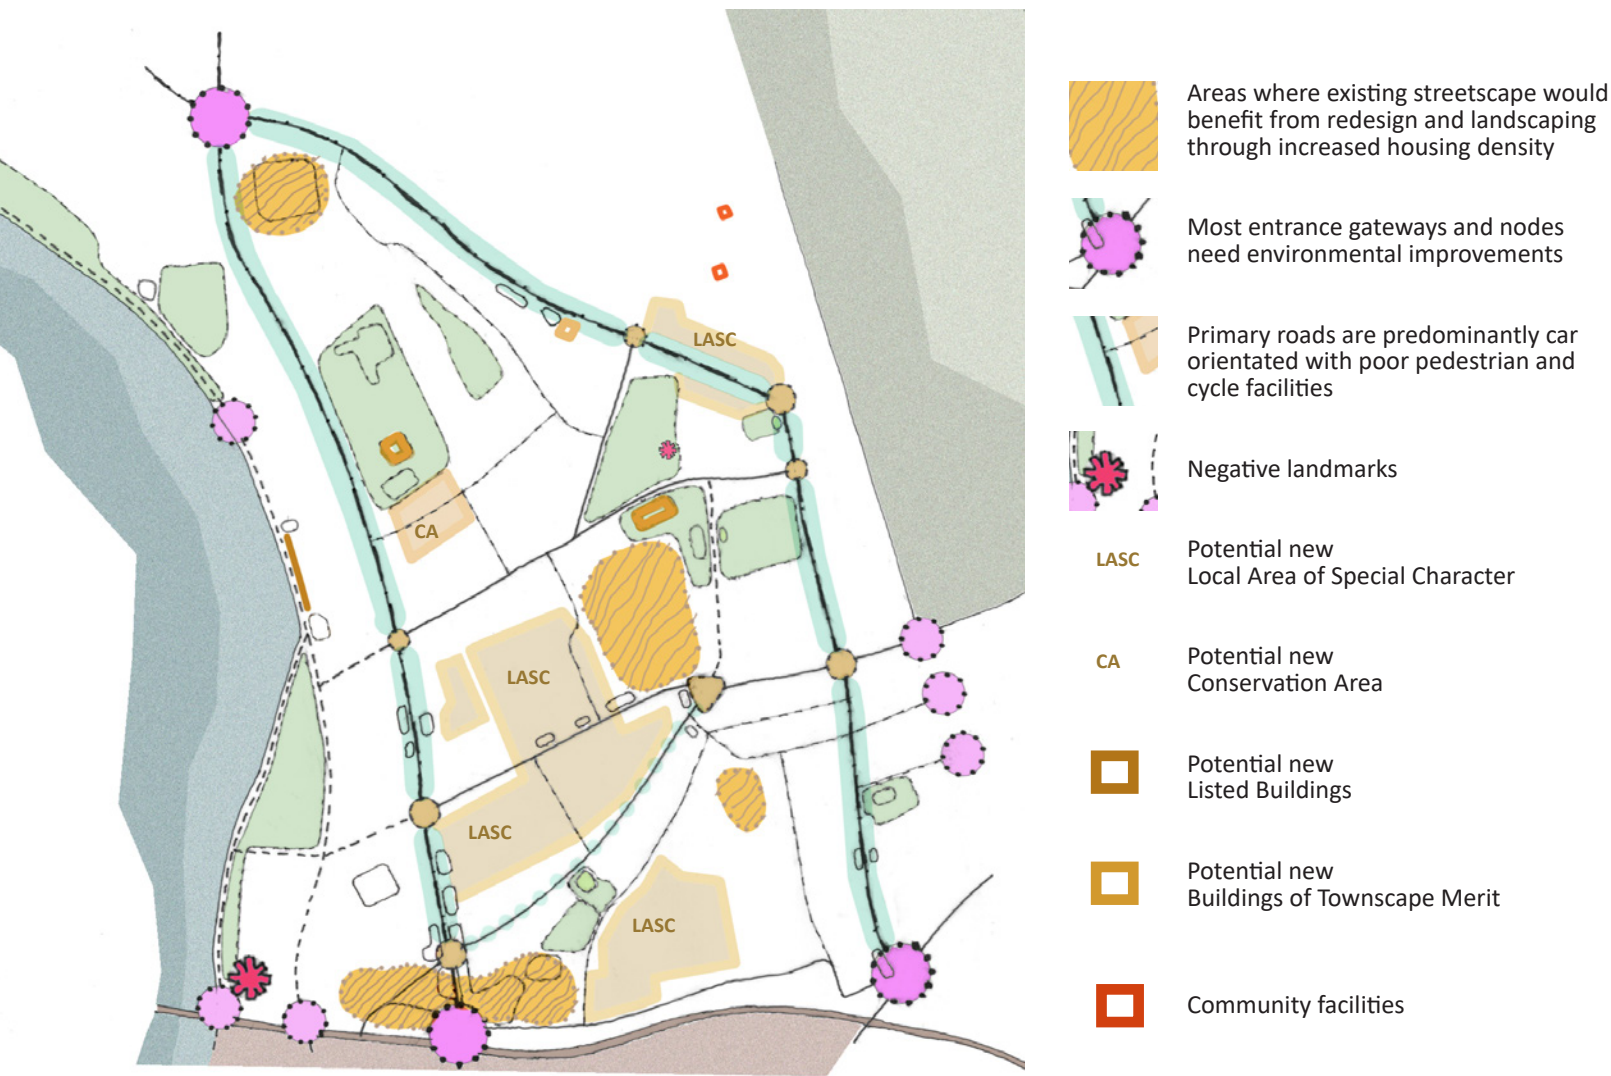 LASC
CA
LASC
LASC
LASC
Areas where existing streetscape would
benefit from redesign and landscaping
through increased housing density
Most entrance gateways and nodes
need environmental improvements
Primary roads are predominantly car
orientated with poor pedestrian and
cycle facilities
Negative landmarks
LASC
Potential new
Local Area of Special Character
CA
Potential new
Conservation Area
Potential new
Listed Buildings
Potential new
Buildings of Townscape Merit
Community facilities